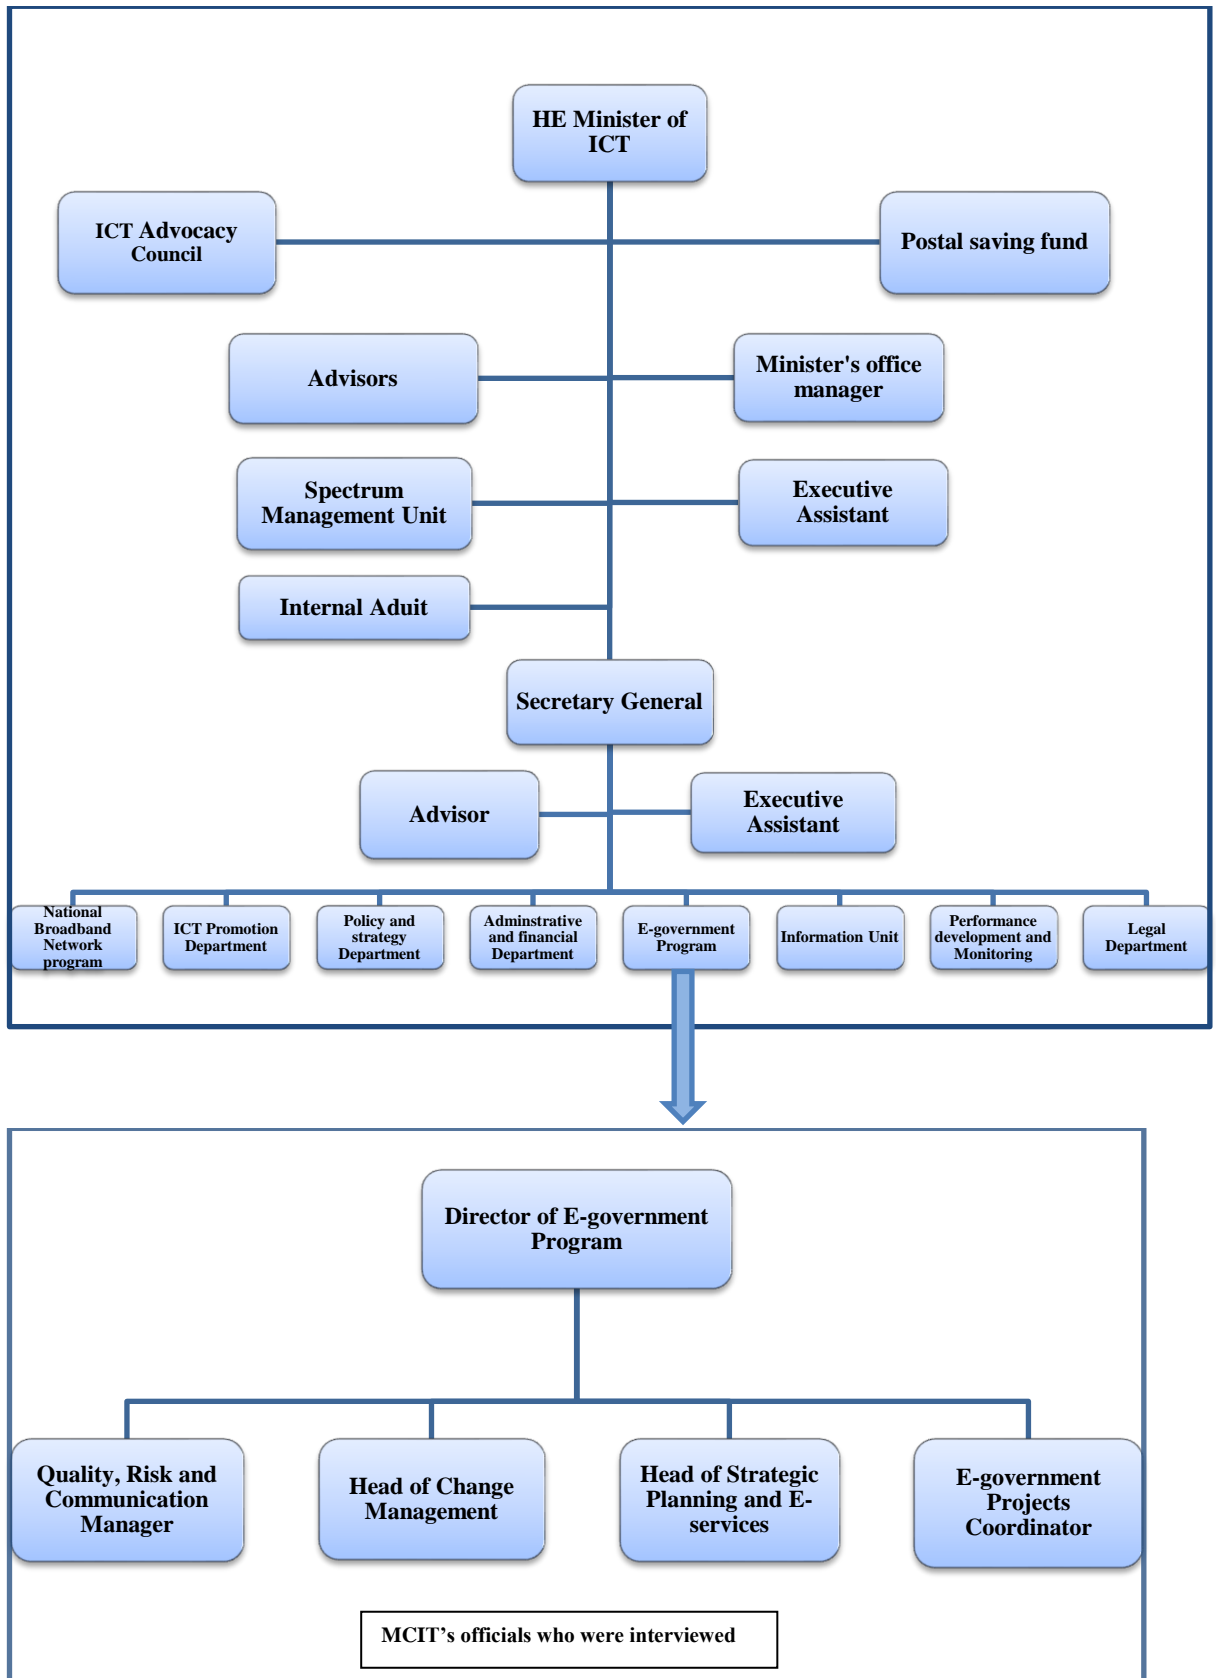 HE Minister of
ICT
ICT Advocacy
Council
Postal saving fund
Advisors
Minister's office
manager
Spectrum
Management Unit
Executive
Assistant
Internal Aduit
Secretary General
Advisor
Executive
Assistant
National
Broadband
Network
program
ICT Promotion
Department
Policy and
strategy
Department
Adminstrative
and financial
Department
E-government
Program
Information Unit
Performance
development and
Monitoring
Legal
Department
Director of E-government
Program
Quality, Risk and
Communication
Manager
Head of Change
Management
Head of Strategic
Planning and E-
services
E-government
Projects
Coordinator
MCIT’s officials who were interviewed